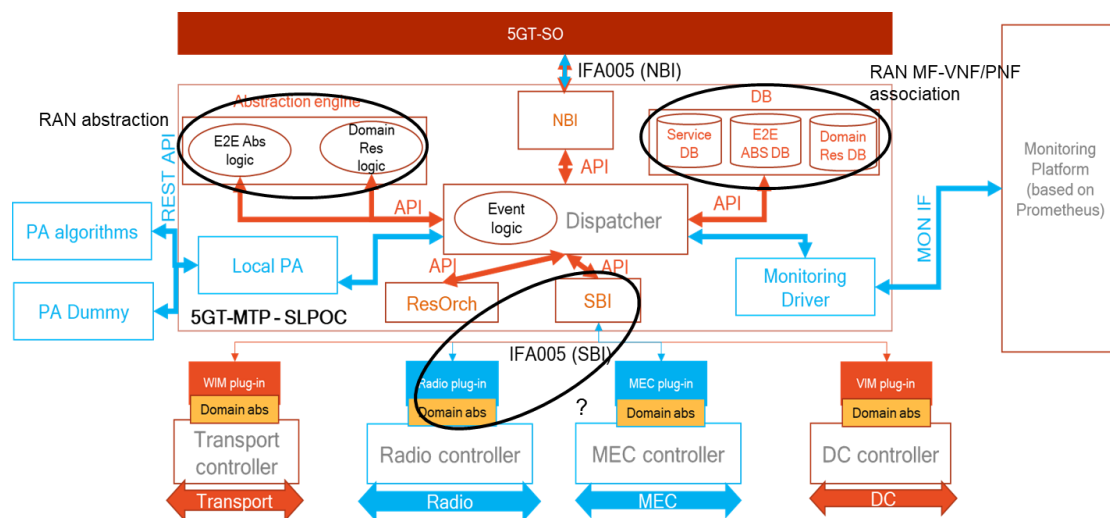 5GT-SO
IFA005 (NBI)
RAN MF-VNF/PNF
association
RAN abstraction
Abstraction engine
E2E Abs
logic
Domain
Res
logic
NBI
DB
Service
DB
E2E
ABS DB
Domain
Res DB
Monitoring
Platform
(based on
Prometheus)
REST API
API
API
API
Event
logic
Dispatcher
MON IF
PA algorithms
Local PA
PA Dummy
API
API
ResOrch
SBI
Monitoring
Driver
5GT-MTP - SLPOC
IFA005 (SBI)
WIM plug-in
Domain abs
Transport
controller
Transport
Radio plug-in
Domain abs
Radio controller
Radio
?
MEC plug-in
Domain abs
MEC controller
MEC
VIM plug-in
Domain abs
DC controller
DC